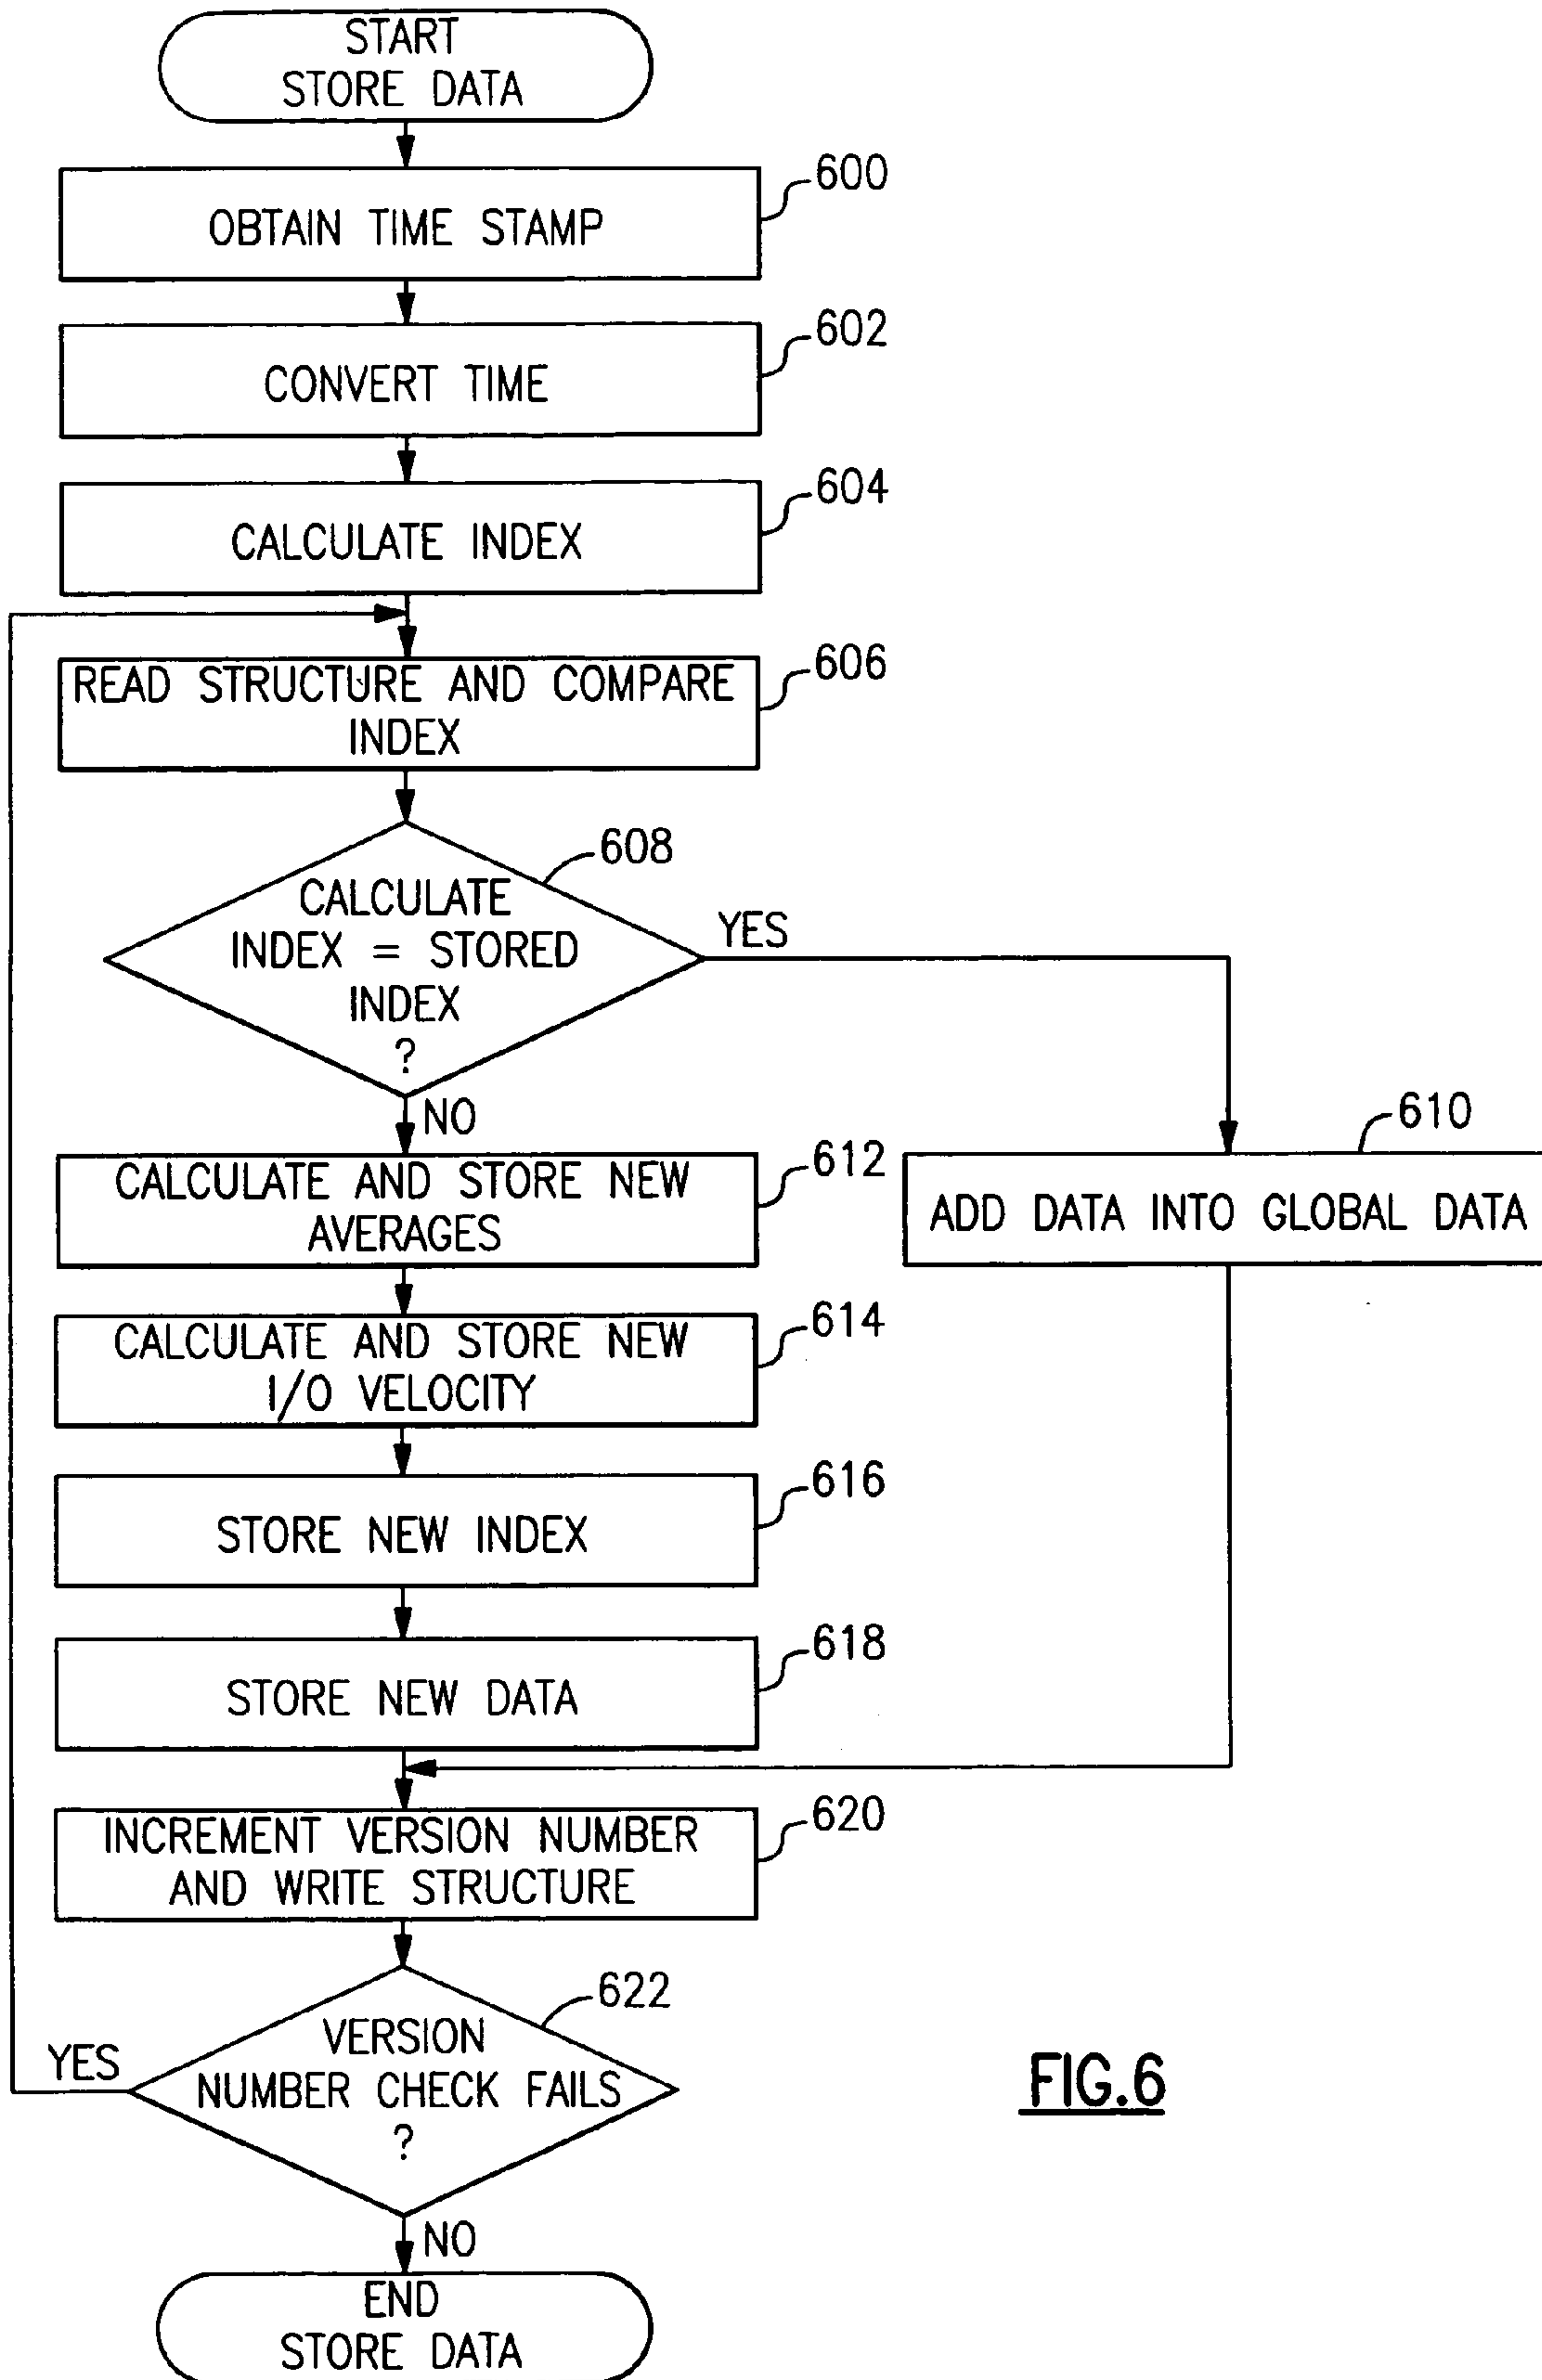 START
STORE DATA
600
OBTAIN TIME STAMP
602
CONVERT TIME
604
CALCULATE INDEX
606
READ STRUCTURE AND COMPARE
INDEX
608
CALCULATE
INDEX = STORED
INDEX
?
YES
NO
610
ADD DATA INTO GLOBAL DATA
612
CALCULATE AND STORE NEW
AVERAGES
614
CALCULATE AND STORE NEW
I/O VELOCITY
616
STORE NEW INDEX
618
STORE NEW DATA
620
INCREMENT VERSION NUMBER
AND WRITE STRUCTURE
622
VERSION
NUMBER CHECK FAILS
?
YES
NO
END
STORE DATA
FIG.6